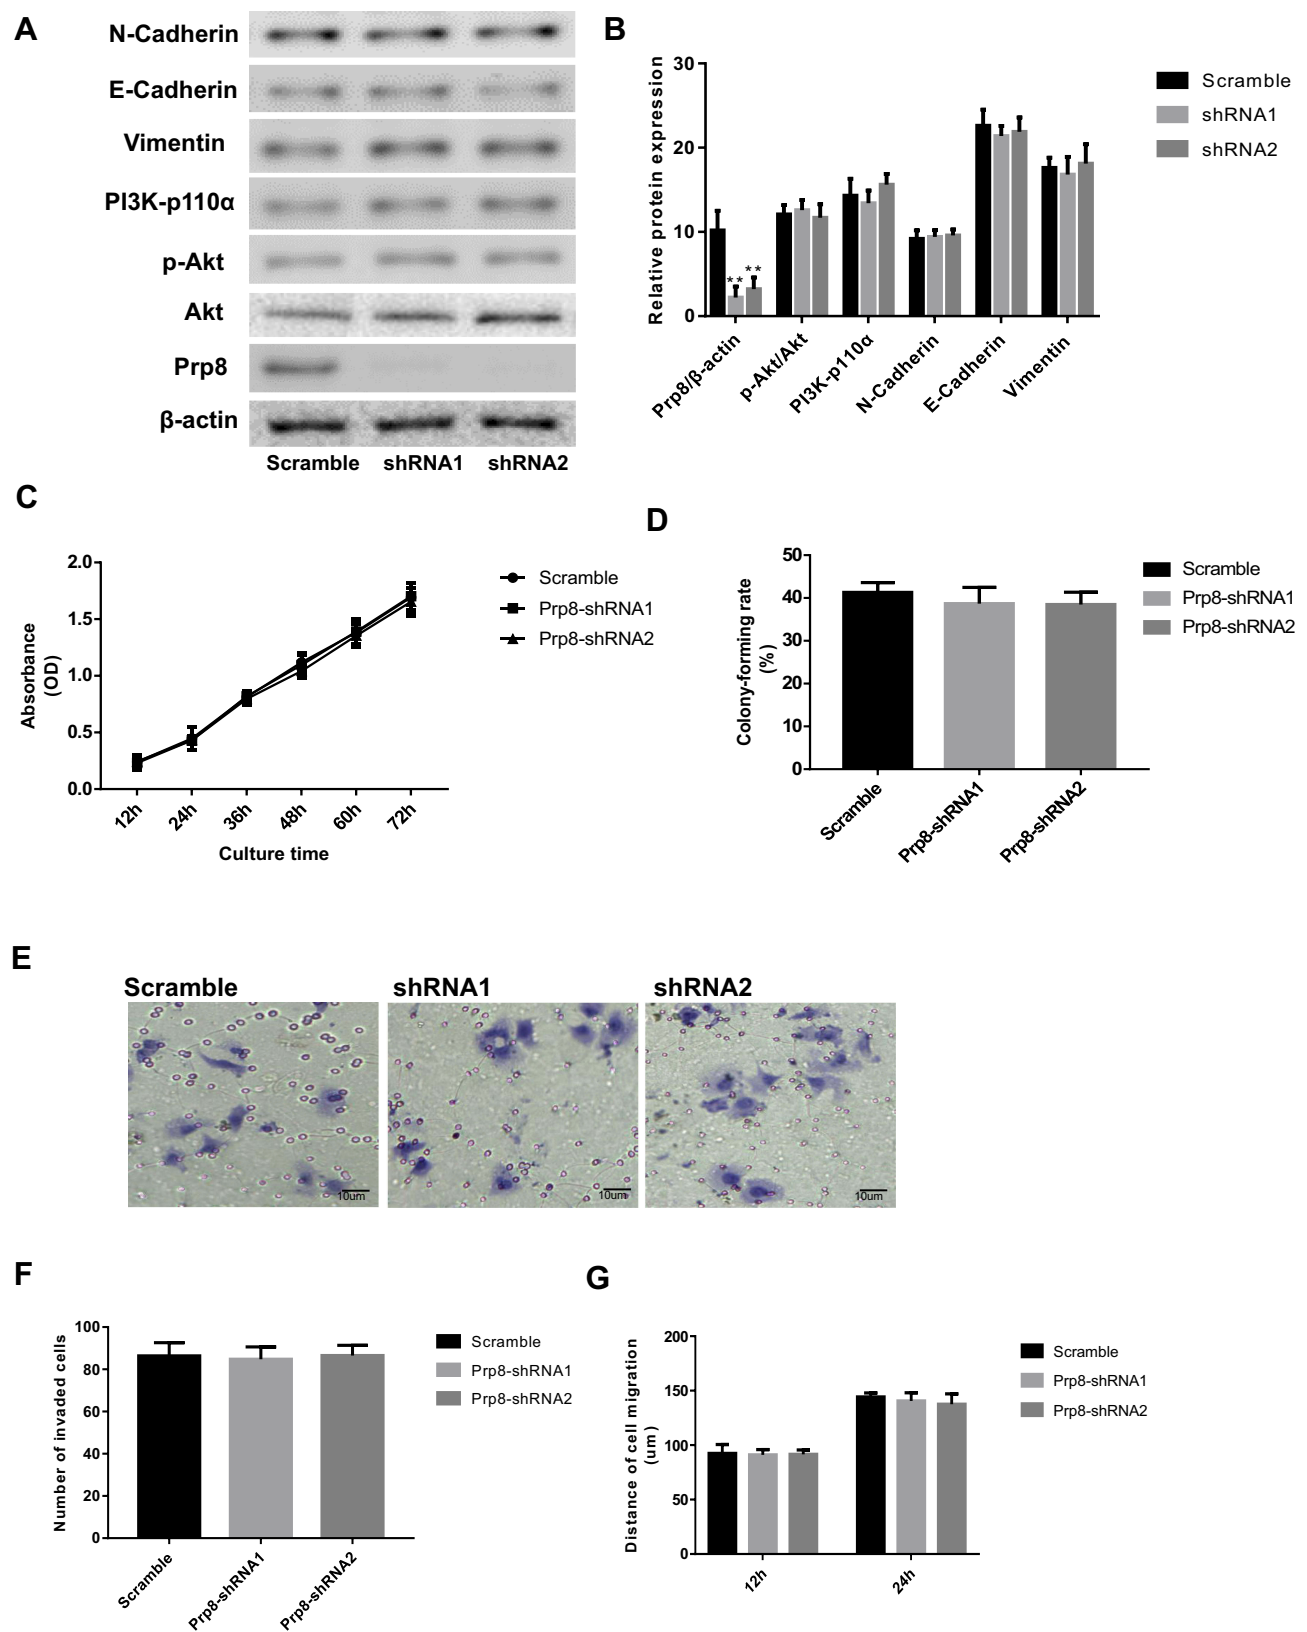 A
N-Cadherin
E-Cadherin
Vimentin
PI3K-p110α
p-Akt
Akt
Prp8
β-actin
Scramble shRNA1 shRNA2
B
Relative protein expression
30
20
10
0
** **
Prp8/β-actin
p-Akt/Akt
PI3K-p110α
N-Cadherin
E-Cadherin
Vimentin
Scramble
shRNA1
shRNA2
C
Absorbance
(OD)
2.0
1.5
1.0
0.5
0.0
12h 24h 36h 48h 60h 72h
Culture time
Scramble
Prp8-shRNA1
Prp8-shRNA2
D
Colony-forming rate
(%)
50
40
30
20
10
0
Scramble
Prp8-shRNA1
Prp8-shRNA2
Scramble
Prp8-shRNA1
Prp8-shRNA2
E
Scramble shRNA1 shRNA2
10um 10um 10um
F
Number of invaded cells
100
80
60
40
20
0
Scramble
Prp8-shRNA1
Prp8-shRNA2
Scramble
Prp8-shRNA1
Prp8-shRNA2
G
Distance of cell migration
(um)
200
150
100
50
0
12h 24h
Scramble
Prp8-shRNA1
Prp8-shRNA2